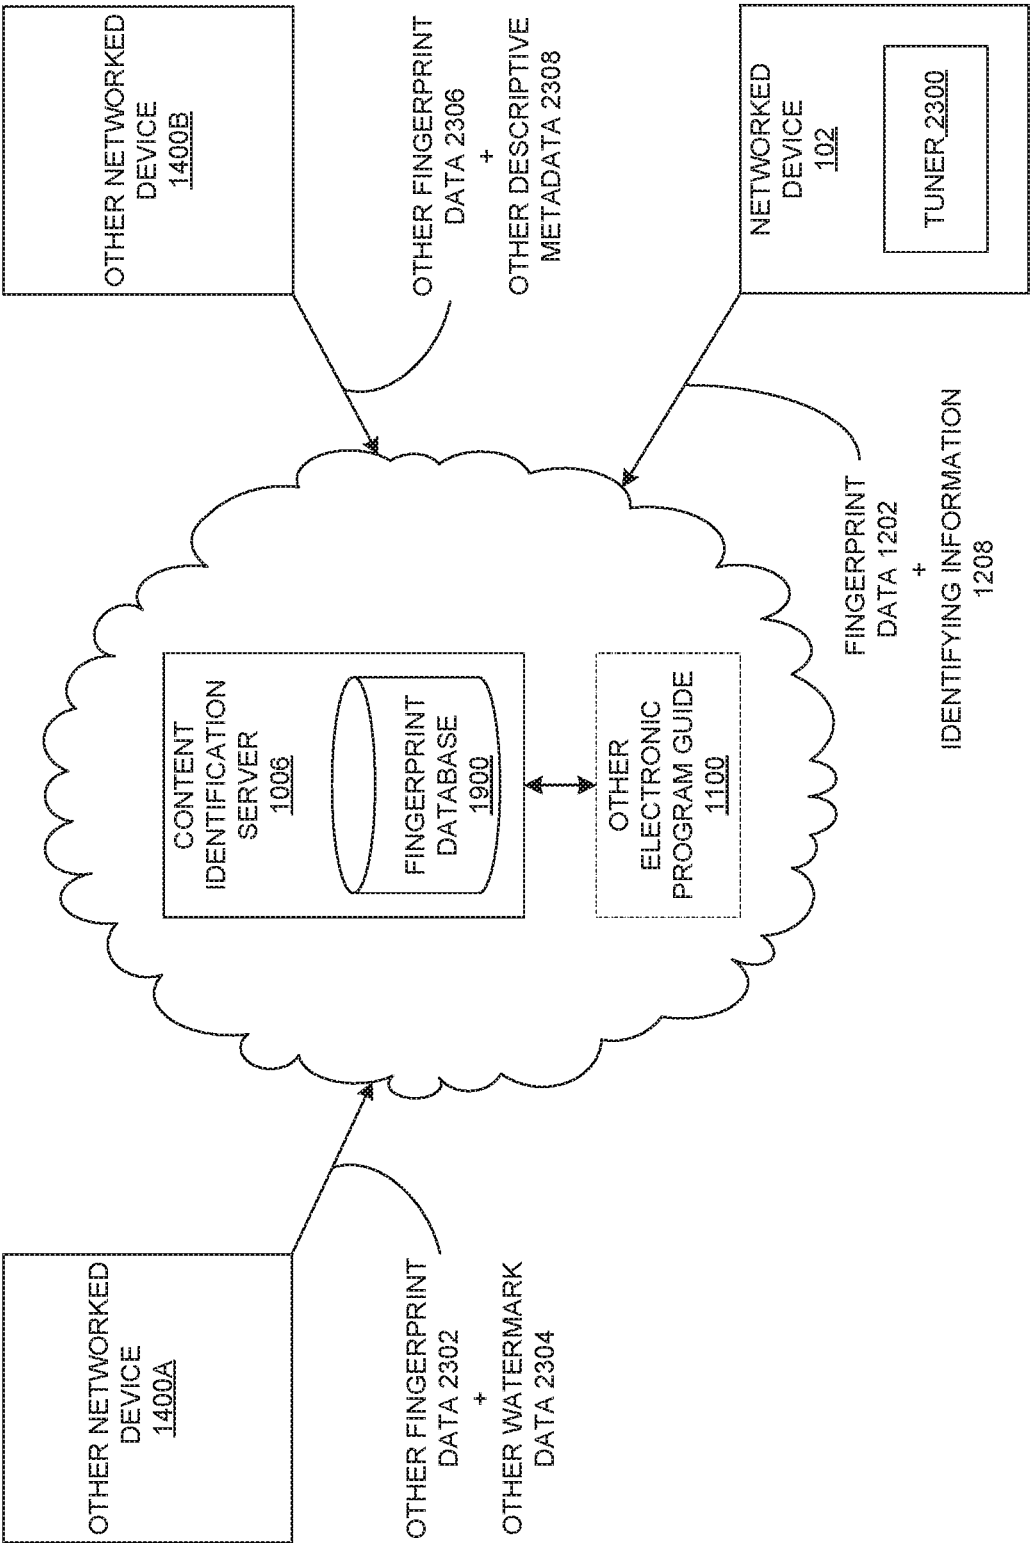 OTHER NETWORKED
DEVICE
1400A
OTHER FINGERPRINT
DATA 2302
+
OTHER WATERMARK
DATA 2304
CONTENT
IDENTIFICATION
SERVER
1006
FINGERPRINT
DATABASE
1900
OTHER
ELECTRONIC
PROGRAM GUIDE
1100
OTHER NETWORKED
DEVICE
1400B
OTHER FINGERPRINT
DATA 2306
+
OTHER DESCRIPTIVE
METADATA 2308
NETWORKED
DEVICE
102
TUNER 2300
FINGERPRINT
DATA 1202
+
IDENTIFYING INFORMATION
1208